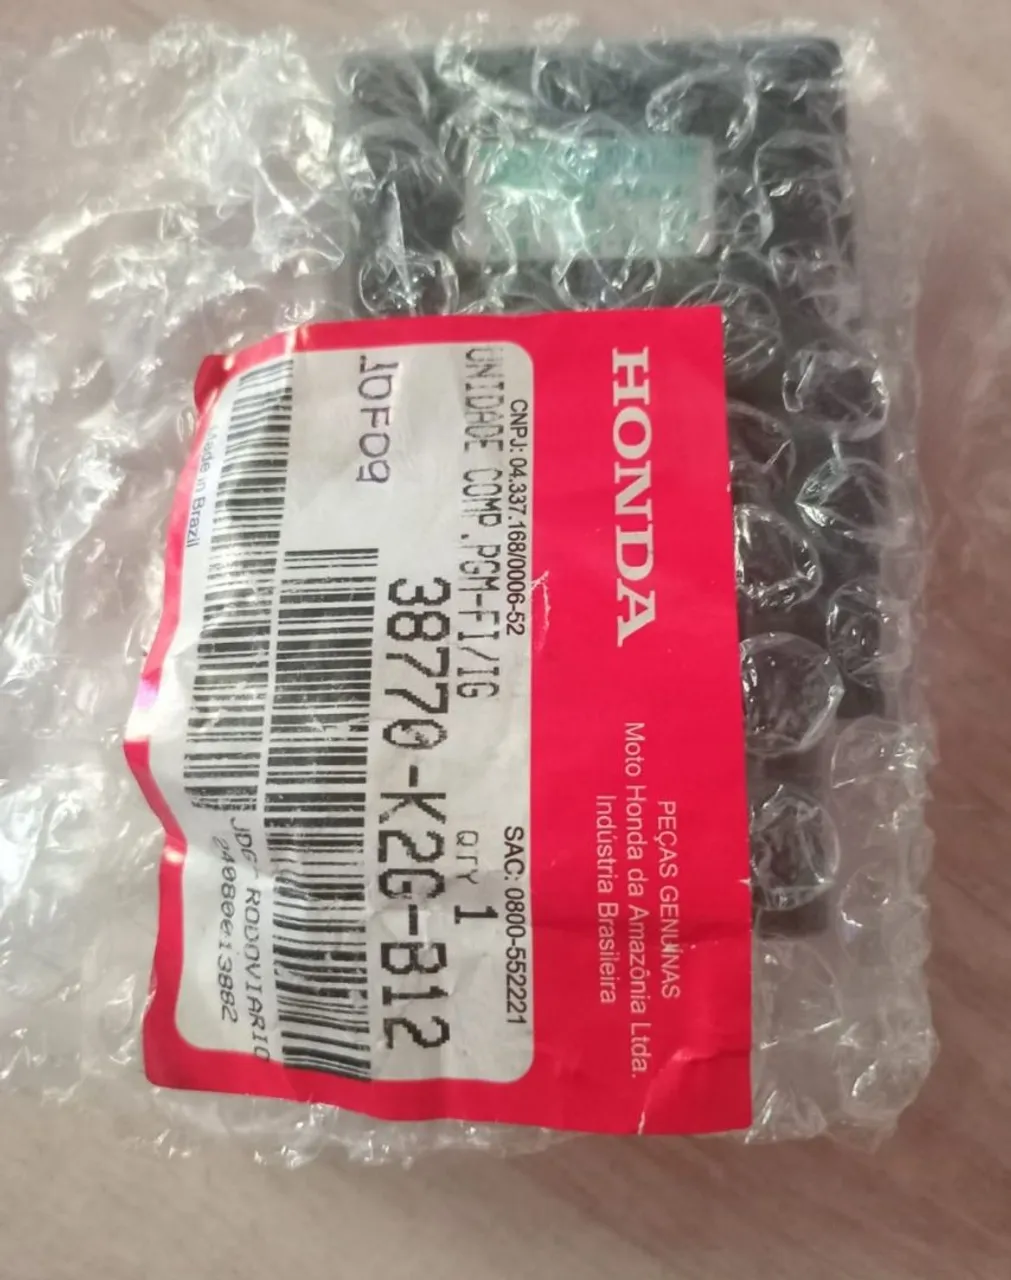 HONDA
PEÇAS GENUÍNAS
Moto Honda da Amazônia Ltda.
Indústria Brasileira
CNPJ: 04.337.168/0006-52
SAC: 0800-552221
UNIDADE COMP.PGM-FI/IG
QTY 1
38770-K2G-B12
JDF09
JDG RODOVIARIO
24080013882
Made in Brazil